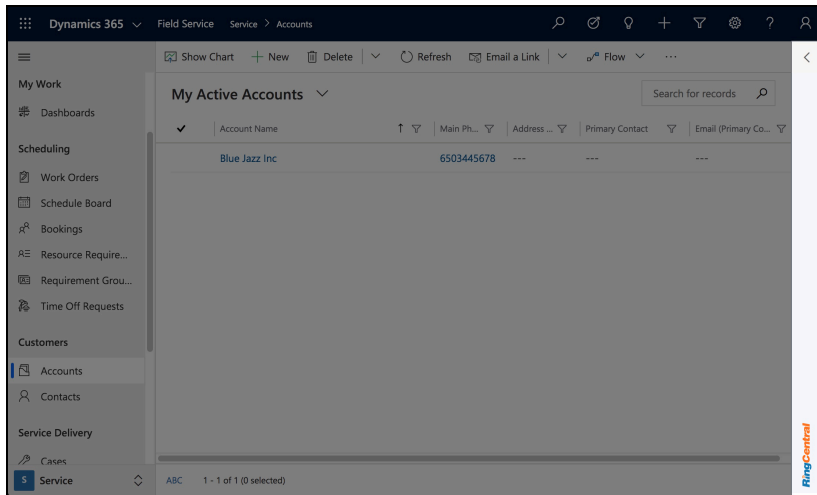 Dynamics 365 Field Service Service > Accounts
Show Chart New Delete Refresh Email a Link Flow ...
My Work
Dashboards
Scheduling
Work Orders
Schedule Board
Bookings
Resource Require...
Requirement Grou...
Time Off Requests
Customers
Accounts
Contacts
Service Delivery
Cases
S Service
My Active Accounts
Search for records
Account Name Main Ph... Address ... Primary Contact Email (Primary Co...
Blue Jazz Inc 6503445678 --- --- ---
ABC 1 - 1 of 1 (0 selected)
RingCentral